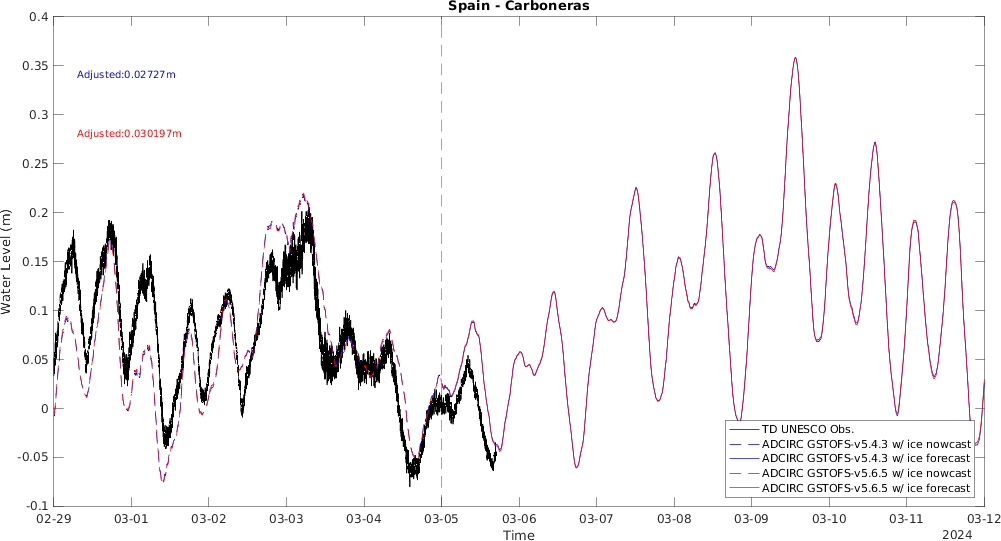 Spain - Carboneras
0.4
0.35
0.3
0.25
0.2
0.15
0.1
0.05
0
-0.05
-0.1
Water Level (m)
Adjusted:0.02727m
Adjusted:0.030197m
TD UNESCO Obs.
ADCIRC GSTOFS-v5.4.3 w/ ice nowcast
ADCIRC GSTOFS-v5.4.3 w/ ice forecast
ADCIRC GSTOFS-v5.6.5 w/ ice nowcast
ADCIRC GSTOFS-v5.6.5 w/ ice forecast
02-29 03-01 03-02 03-03 03-04 03-05 03-06 03-07 03-08 03-09 03-10 03-11 03-12
Time
2024